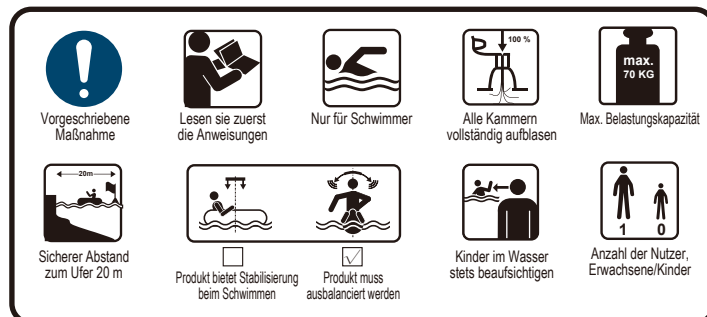 100 %
max.
70 KG
Vorgeschriebene
Maßnahme
Lesen sie zuerst
die Anweisungen
Nur für Schwimmer
Alle Kammern
vollständig aufblasen
Max. Belastungskapazität
20m
1 0
Sicherer Abstand
zum Ufer 20 m
Produkt bietet Stabilisierung
beim Schwimmen
Produkt muss
ausbalanciert werden
Kinder im Wasser
stets beaufsichtigen
Anzahl der Nutzer,
Erwachsene/Kinder